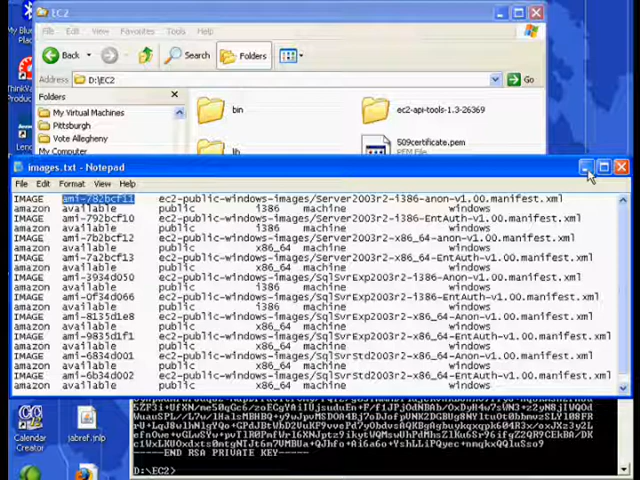 EC2
File Edit View Favorites Tools Help
Back Search Folders
Address D:\EC2 Go
Folders
My Virtual Machines
Pittsburgh
Vote Allegheny
My Computer
bin
ec2-api-tools-1.3-26369
lib
509certificate.pem
PEM File
images.txt - Notepad
File Edit Format View Help
IMAGE ami-782bcf11 ec2-public-windows-images/Server2003r2-i386-anon-v1.00.manifest.xml
amazon available public i386 machine windows
IMAGE ami-792bcf10 ec2-public-windows-images/Server2003r2-i386-EntAuth-v1.00.manifest.xml
amazon available public i386 machine windows
IMAGE ami-7b2bcf12 ec2-public-windows-images/Server2003r2-x86_64-anon-v1.00.manifest.xml
amazon available public x86_64 machine windows
IMAGE ami-7a2bcf13 ec2-public-windows-images/Server2003r2-x86_64-EntAuth-v1.00.manifest.xml
amazon available public x86_64 machine windows
IMAGE ami-3934d050 ec2-public-windows-images/SqlSvrExp2003r2-i386-Anon-v1.00.manifest.xml
amazon available public i386 machine windows
IMAGE ami-0f34d066 ec2-public-windows-images/SqlSvrExp2003r2-i386-EntAuth-v1.00.manifest.xml
amazon available public i386 machine windows
IMAGE ami-8135d1e8 ec2-public-windows-images/SqlSvrExp2003r2-x86_64-Anon-v1.00.manifest.xml
amazon available public x86_64 machine windows
IMAGE ami-9835d1f1 ec2-public-windows-images/SqlSvrExp2003r2-x86_64-EntAuth-v1.00.manifest.xml
amazon available public x86_64 machine windows
IMAGE ami-6834d001 ec2-public-windows-images/SqlSvrStd2003r2-x86_64-Anon-v1.00.manifest.xml
amazon available public x86_64 machine windows
IMAGE ami-6b34d002 ec2-public-windows-images/SqlSvrStd2003r2-x86_64-EntAuth-v1.00.manifest.xml
amazon available public x86_64 machine windows
-----END RSA PRIVATE KEY-----
D:\EC2>
Calendar
Creator
jabref.jnlp